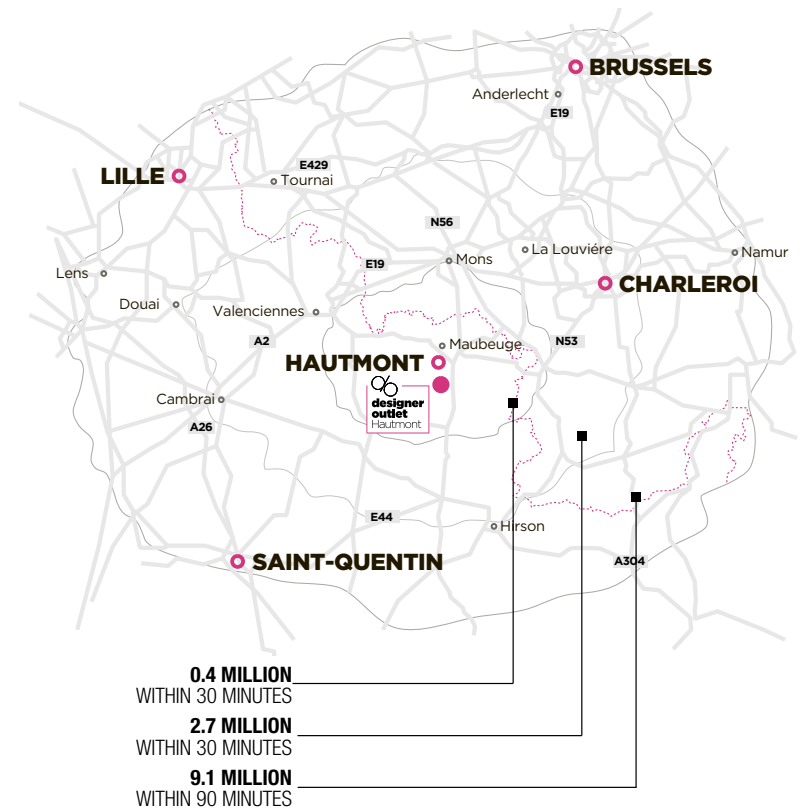 BRUSSELS
Anderlecht
E19
E429
LILLE
Tournai
N56
La Louviére
Namur
E19
Mons
Lens
CHARLEROI
Douai
Valenciennes
A2
Maubeuge
N53
HAUTMONT
designer
outlet
Hautmont
Cambrai
A26
E44
Hirson
SAINT-QUENTIN
A304
0.4 MILLION
WITHIN 30 MINUTES
2.7 MILLION
WITHIN 30 MINUTES
9.1 MILLION
WITHIN 90 MINUTES